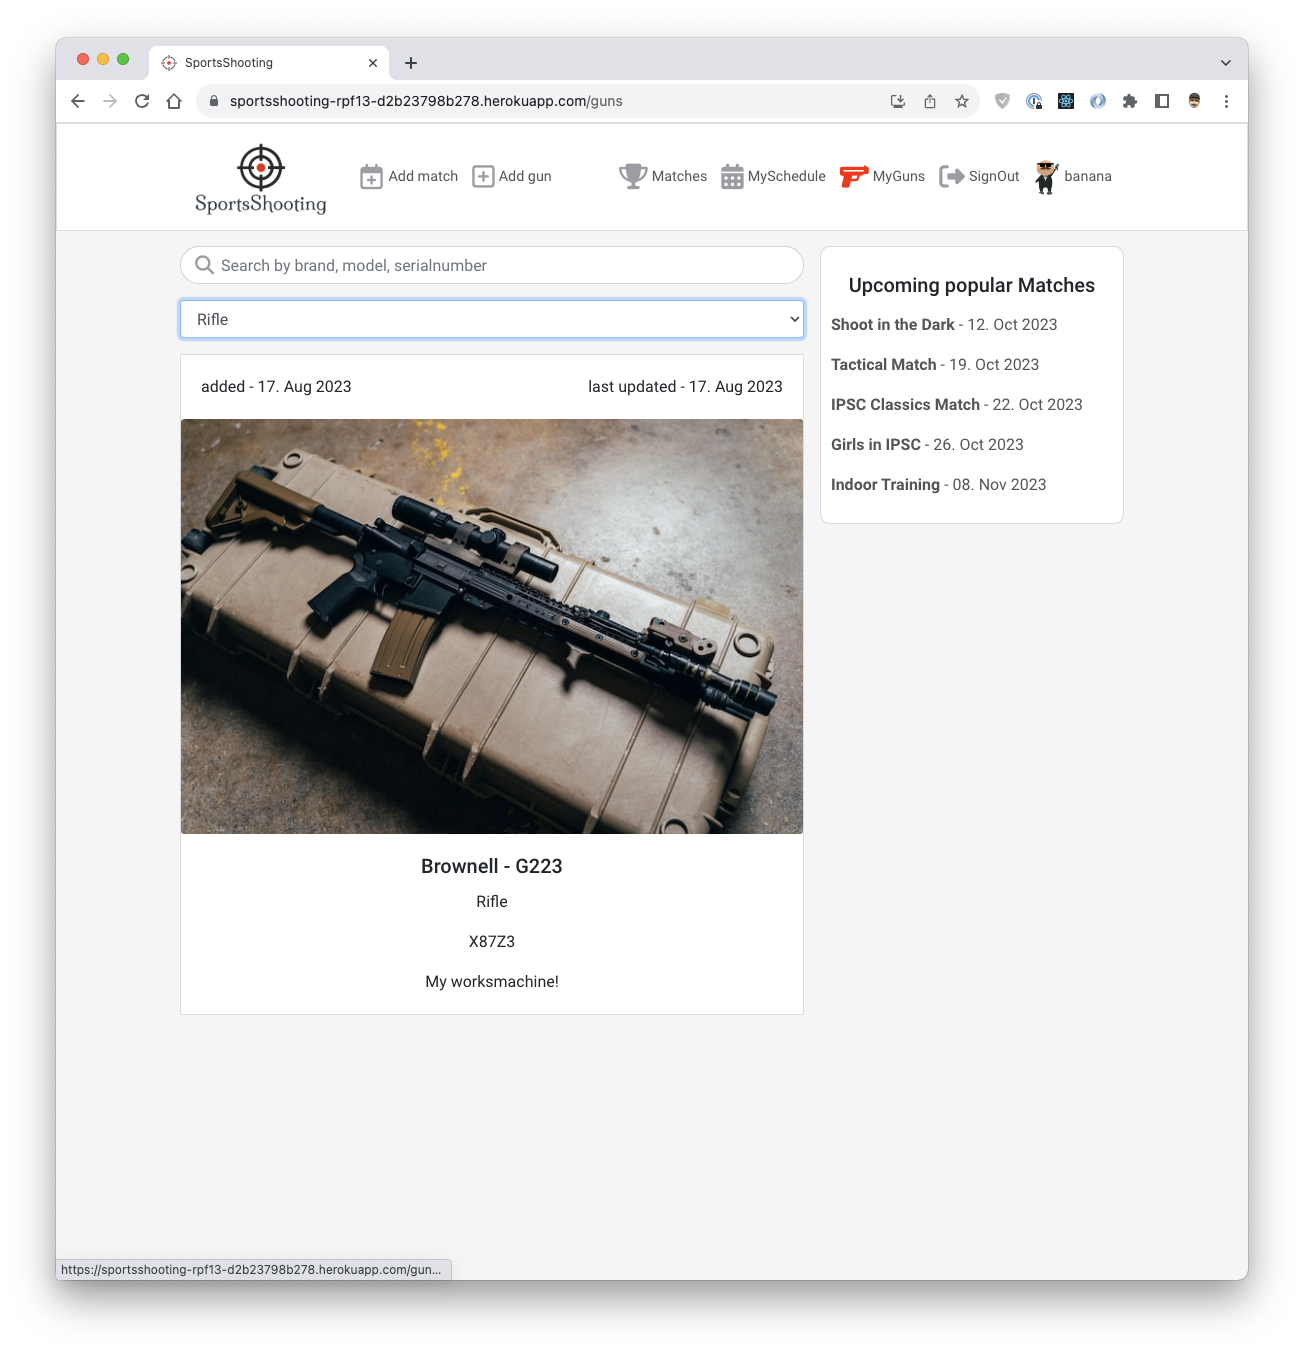 SportsShooting
sportsshooting-rpf13-d2b23798b278.herokuapp.com/guns
SportsShooting
Add match
Add gun
Matches
MySchedule
MyGuns
SignOut
banana
Search by brand, model, serialnumber
Rifle
added - 17. Aug 2023
last updated - 17. Aug 2023
Brownell - G223
Rifle
X87Z3
My worksmachine!
Upcoming popular Matches
Shoot in the Dark - 12. Oct 2023
Tactical Match - 19. Oct 2023
IPSC Classics Match - 22. Oct 2023
Girls in IPSC - 26. Oct 2023
Indoor Training - 08. Nov 2023
https://sportsshooting-rpf13-d2b23798b278.herokuapp.com/gun...